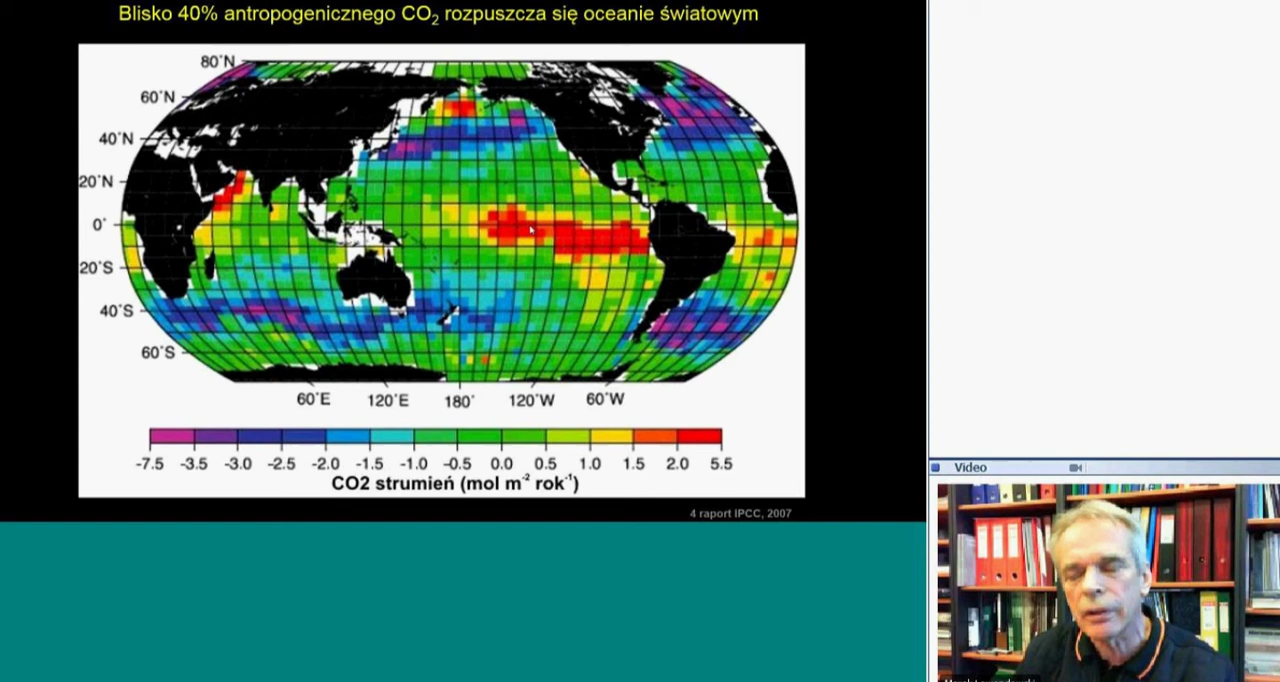 Blisko 40% antropogenicznego CO₂ rozpuszcza się oceanie światowym
80°N
60°N
40°N
20°N
0°
20°S
40°S
60°S
60°E 120°E 180° 120°W 60°W
-7.5 -3.5 -3.0 -2.5 -2.0 -1.5 -1.0 -0.5 0.0 0.5 1.0 1.5 2.0 5.5
CO2 strumień (mol m⁻² rok⁻¹)
4 raport IPCC, 2007
Video